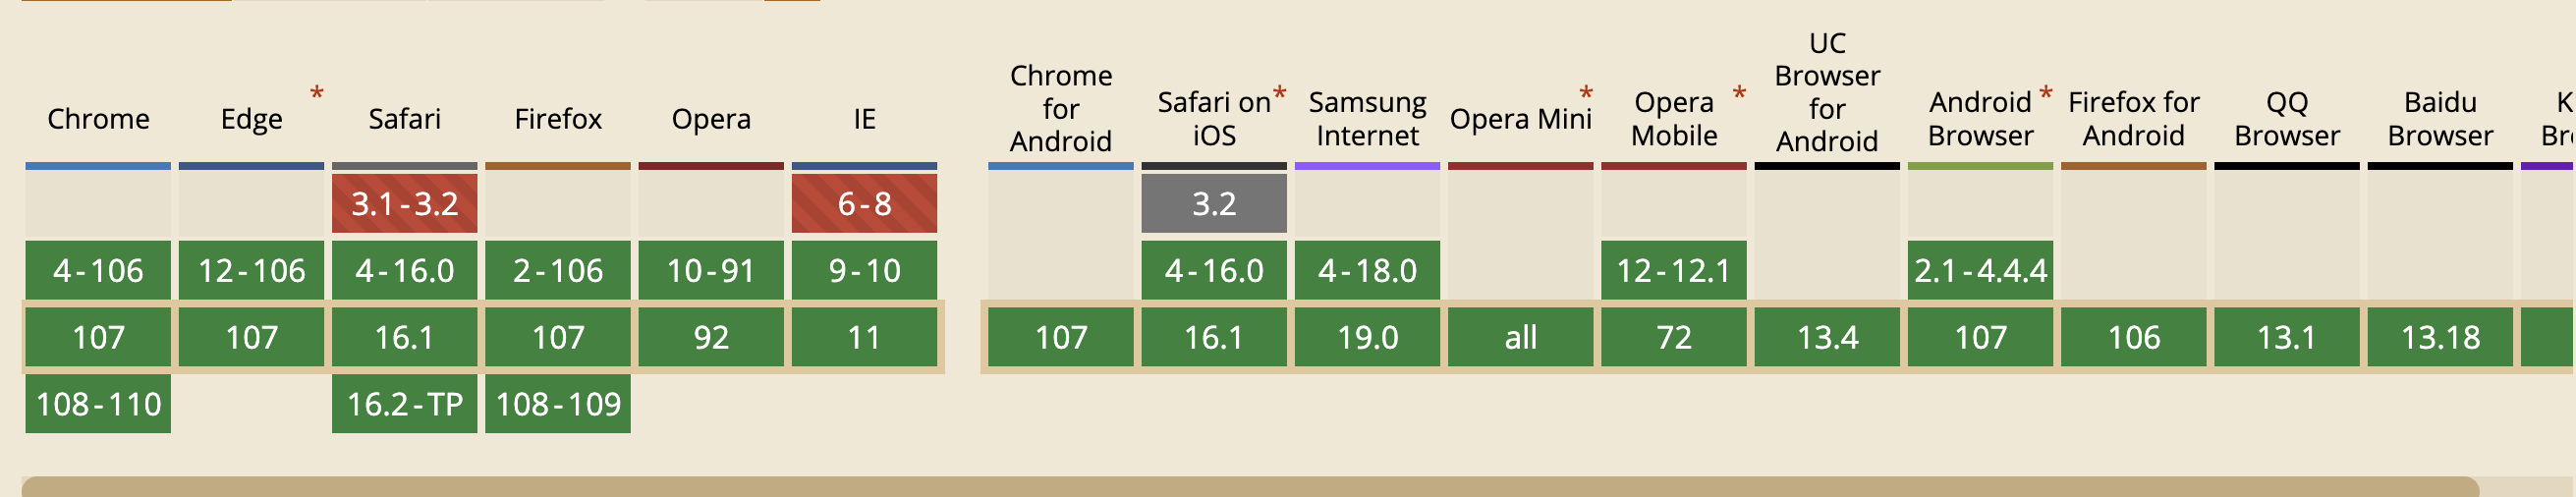 Chrome
Edge *
Safari
Firefox
Opera
IE
Chrome
for
Android
Safari on *
iOS
Samsung
Internet
Opera Mini *
Opera *
Mobile
UC
Browser
for
Android
Android *
Browser
Firefox for
Android
QQ
Browser
Baidu
Browser
3.1-3.2 6-8 3.2
4-106 12-106 4-16.0 2-106 10-91 9-10 4-16.0 4-18.0 12-12.1 2.1-4.4.4
107 107 16.1 107 92 11 107 16.1 19.0 all 72 13.4 107 106 13.1 13.18
108-110 16.2-TP 108-109